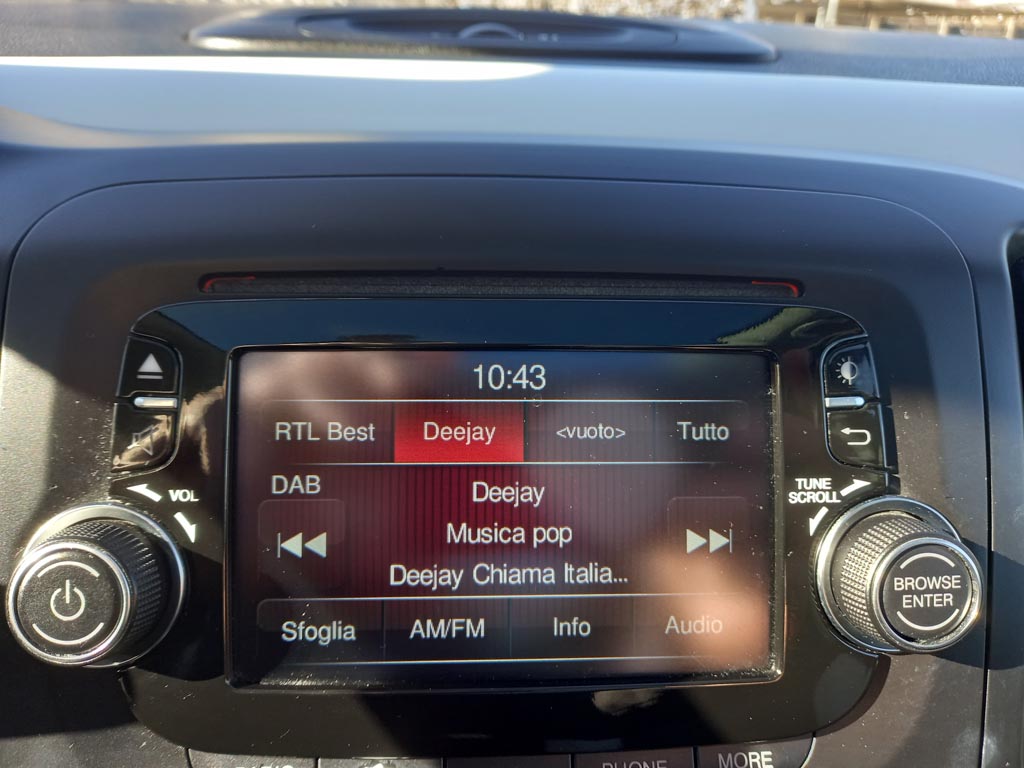 10:43
RTL Best Deejay <vuoto> Tutto
DAB
Deejay
Musica pop
Deejay Chiama Italia...
Sfoglia AM/FM Info Audio
VOL
TUNE
SCROLL
BROWSE
ENTER
RADIO PHONE MORE